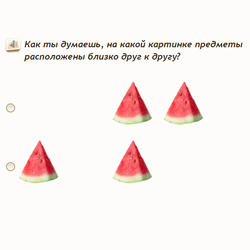 Как ты думаешь, на какой картинке предметы
расположены близко друг к другу?